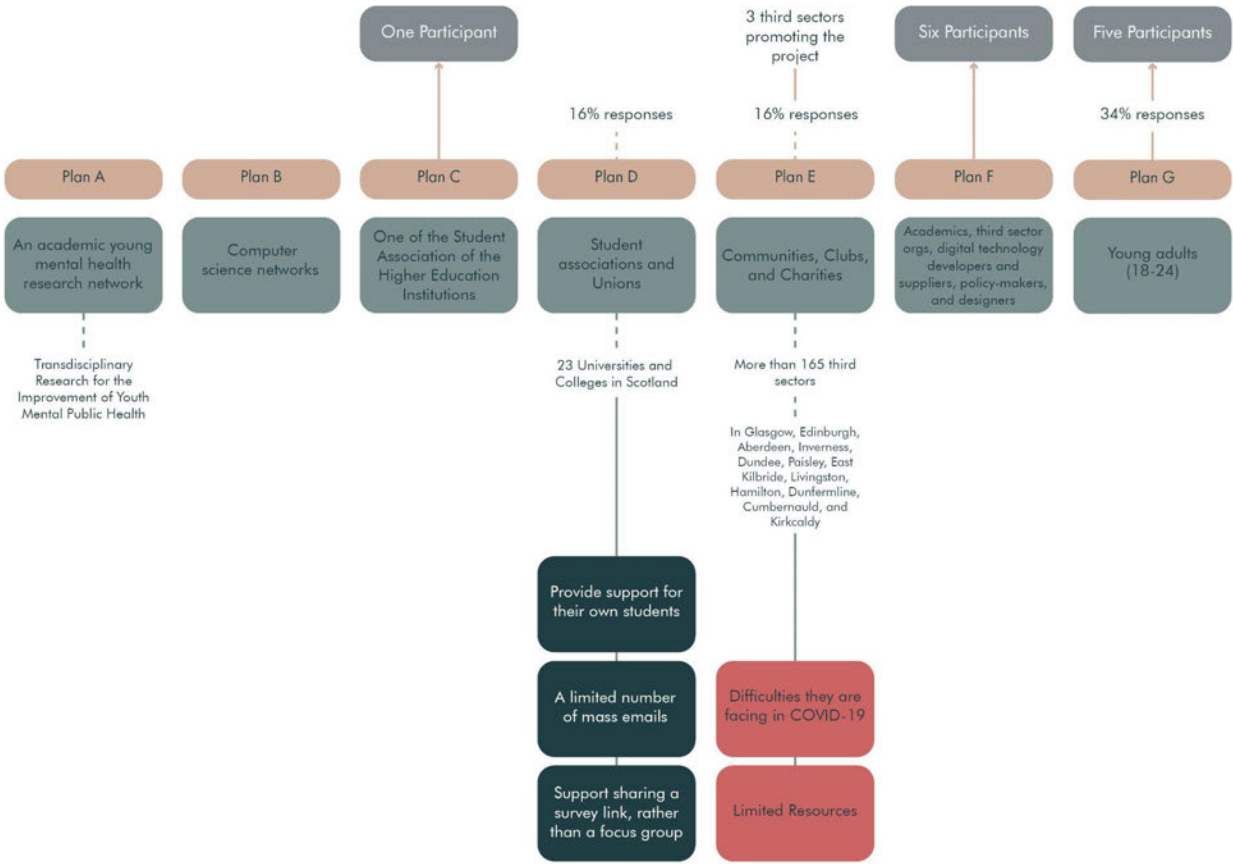 One Participant
3 third sectors
promoting the
project
Six Participants
Five Participants
16% responses
16% responses
34% responses
Plan A
Plan B
Plan C
Plan D
Plan E
Plan F
Plan G
An academic young
mental health
research network
Computer
science networks
One of the Student
Association of the
Higher Education
Institutions
Student
associations and
Unions
Communities, Clubs,
and Charities
Academics, third sector
orgs, digital technology
developers and
suppliers, policy-makers,
and designers
Young adults
(18-24)
Transdisciplinary
Research for the
Improvement of Youth
Mental Public Health
23 Universities and
Colleges in Scotland
More than 165 third
sectors
In Glasgow, Edinburgh,
Aberdeen, Inverness,
Dundee, Paisley, East
Kilbride, Livingston,
Hamilton, Dunfermline,
Cumbernauld, and
Kirkcaldy
Provide support for
their own students
A limited number
of mass emails
Support sharing a
survey link, rather
than a focus group
Difficulties they are
facing in COVID-19
Limited Resources